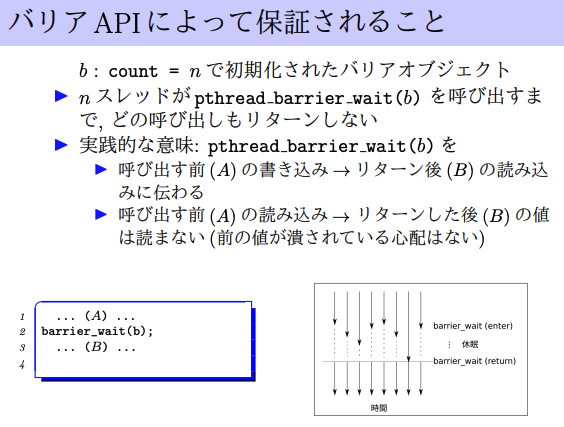 バリア API によって保証されること
b : count = n で初期化されたバリアオブジェクト
n スレッドが pthread_barrier_wait(b) を呼び出すま
で, どの呼び出しもリターンしない
実践的な意味: pthread_barrier_wait(b) を
呼び出す前 (A) の書き込み → リターン後 (B) の読み込
みに伝わる
呼び出す前 (A) の読み込み → リターンした後 (B) の値
は読まない (前の値が潰されている心配はない)
1 ... (A) ...
2 barrier_wait(b);
3 ... (B) ...
4
barrier_wait (enter)
⋮ 休眠
barrier_wait (return)
時間